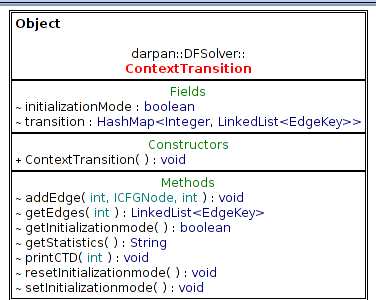 Object
darpan::DFSolver::
ContextTransition
Fields
~ initializationMode : boolean
~ transition : HashMap<Integer, LinkedList<EdgeKey>>
Constructors
+ ContextTransition( ) : void
Methods
~ addEdge( int, ICFGNode, int ) : void
~ getEdges( int ) : LinkedList<EdgeKey>
~ getInitializationmode( ) : boolean
~ getStatistics( ) : String
~ printCTD( int ) : void
~ resetInitializationmode( ) : void
~ setInitializationmode( ) : void